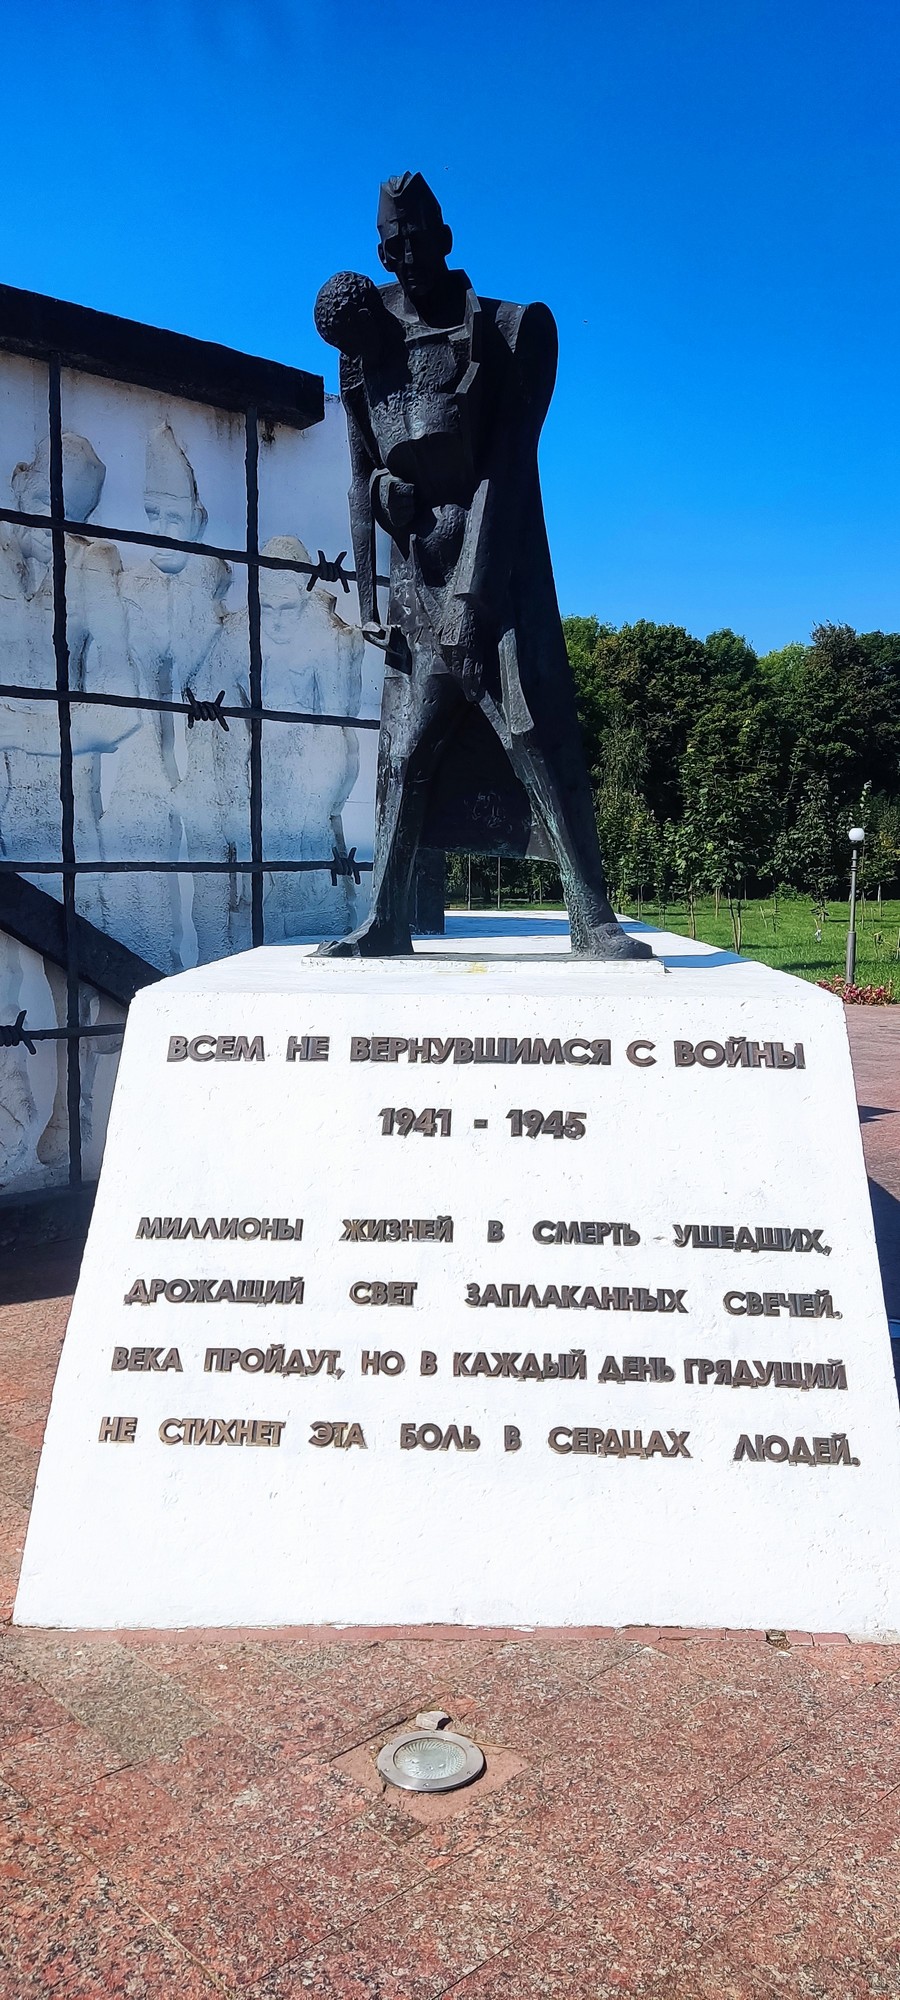 ВСЕМ НЕ ВЕРНУВШИМСЯ С ВОЙНЫ
1941 - 1945
МИЛЛИОНЫ ЖИЗНЕЙ В СМЕРТЬ УШЕДШИХ,
ДРОЖАЩИЙ СВЕТ ЗАПЛАКАННЫХ СВЕЧЕЙ.
ВЕКА ПРОЙДУТ, НО В КАЖДЫЙ ДЕНЬ ГРЯДУЩИЙ
НЕ СТИХНЕТ ЭТА БОЛЬ В СЕРДЦАХ ЛЮДЕЙ.